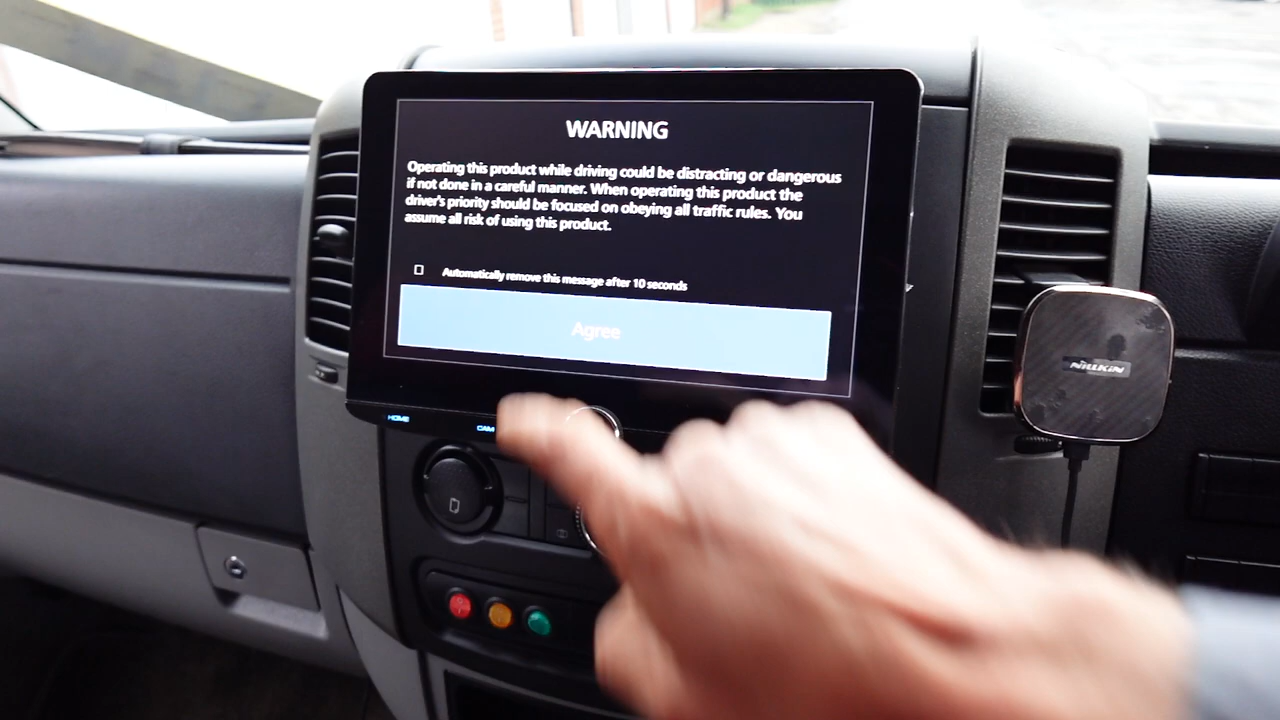 WARNING
Operating this product while driving could be distracting or dangerous
if not done in a careful manner. When operating this product the
driver's priority should be focused on obeying all traffic rules. You
assume all risk of using this product.
Automatically remove this message after 10 seconds
Agree
NILLKIN
HOME
CAM